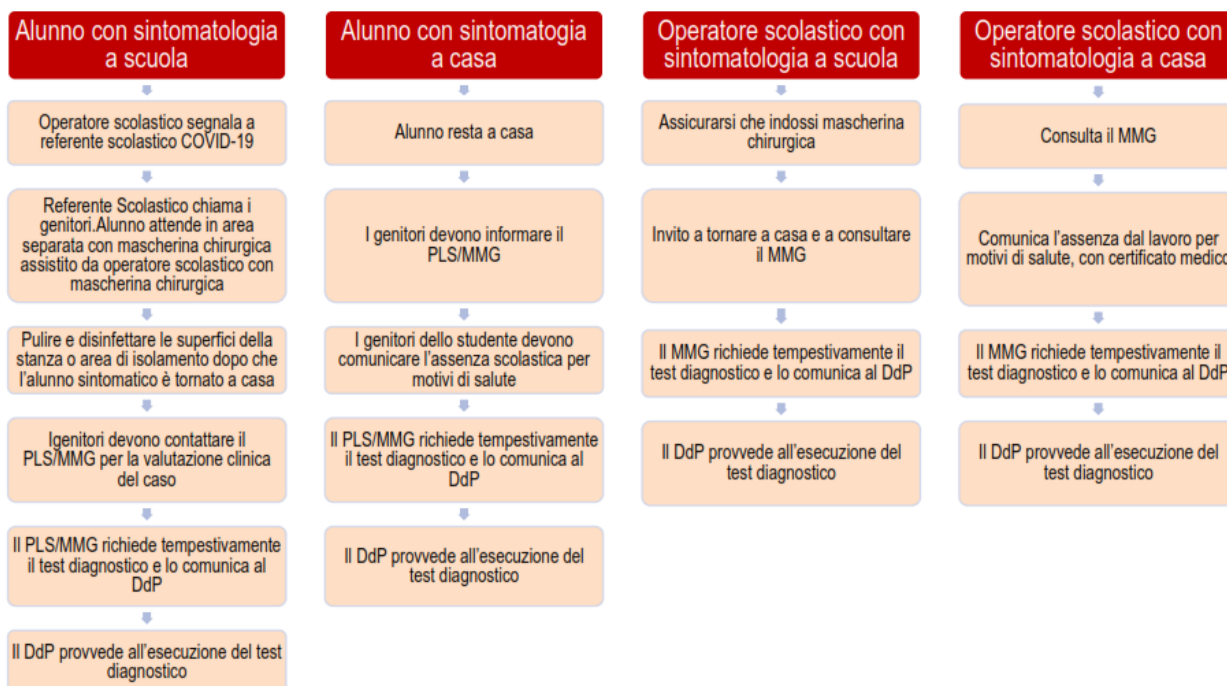 Alunno con sintomatologia
a scuola
Operatore scolastico segnala a
referente scolastico COVID-19
Referente Scolastico chiama i
genitori.Alunno attende in area
separata con mascherina chirurgica
assistito da operatore scolastico con
mascherina chirurgica
Pulire e disinfettare le superfici della
stanza o area di isolamento dopo che
l'alunno sintomatico è tornato a casa
Igenitori devono contattare il
PLS/MMG per la valutazione clinica
del caso
Il PLS/MMG richiede tempestivamente
il test diagnostico e lo comunica al
DdP
Il DdP provvede all'esecuzione del test
diagnostico
Alunno con sintomatogia
a casa
Alunno resta a casa
I genitori devono informare il
PLS/MMG
I genitori dello studente devono
comunicare l'assenza scolastica per
motivi di salute
Il PLS/MMG richiede tempestivamente
il test diagnostico e lo comunica al
DdP
Il DdP provvede all'esecuzione del
test diagnostico
Operatore scolastico con
sintomatologia a scuola
Assicurarsi che indossi mascherina
chirurgica
Invito a tornare a casa e a consultare
il MMG
Il MMG richiede tempestivamente il
test diagnostico e lo comunica al DdP
Il DdP provvede all'esecuzione del
test diagnostico
Operatore scolastico con
sintomatologia a casa
Consulta il MMG
Comunica l'assenza dal lavoro per
motivi di salute, con certificato medico
Il MMG richiede tempestivamente il
test diagnostico e lo comunica al DdP
Il DdP provvede all'esecuzione del
test diagnostico